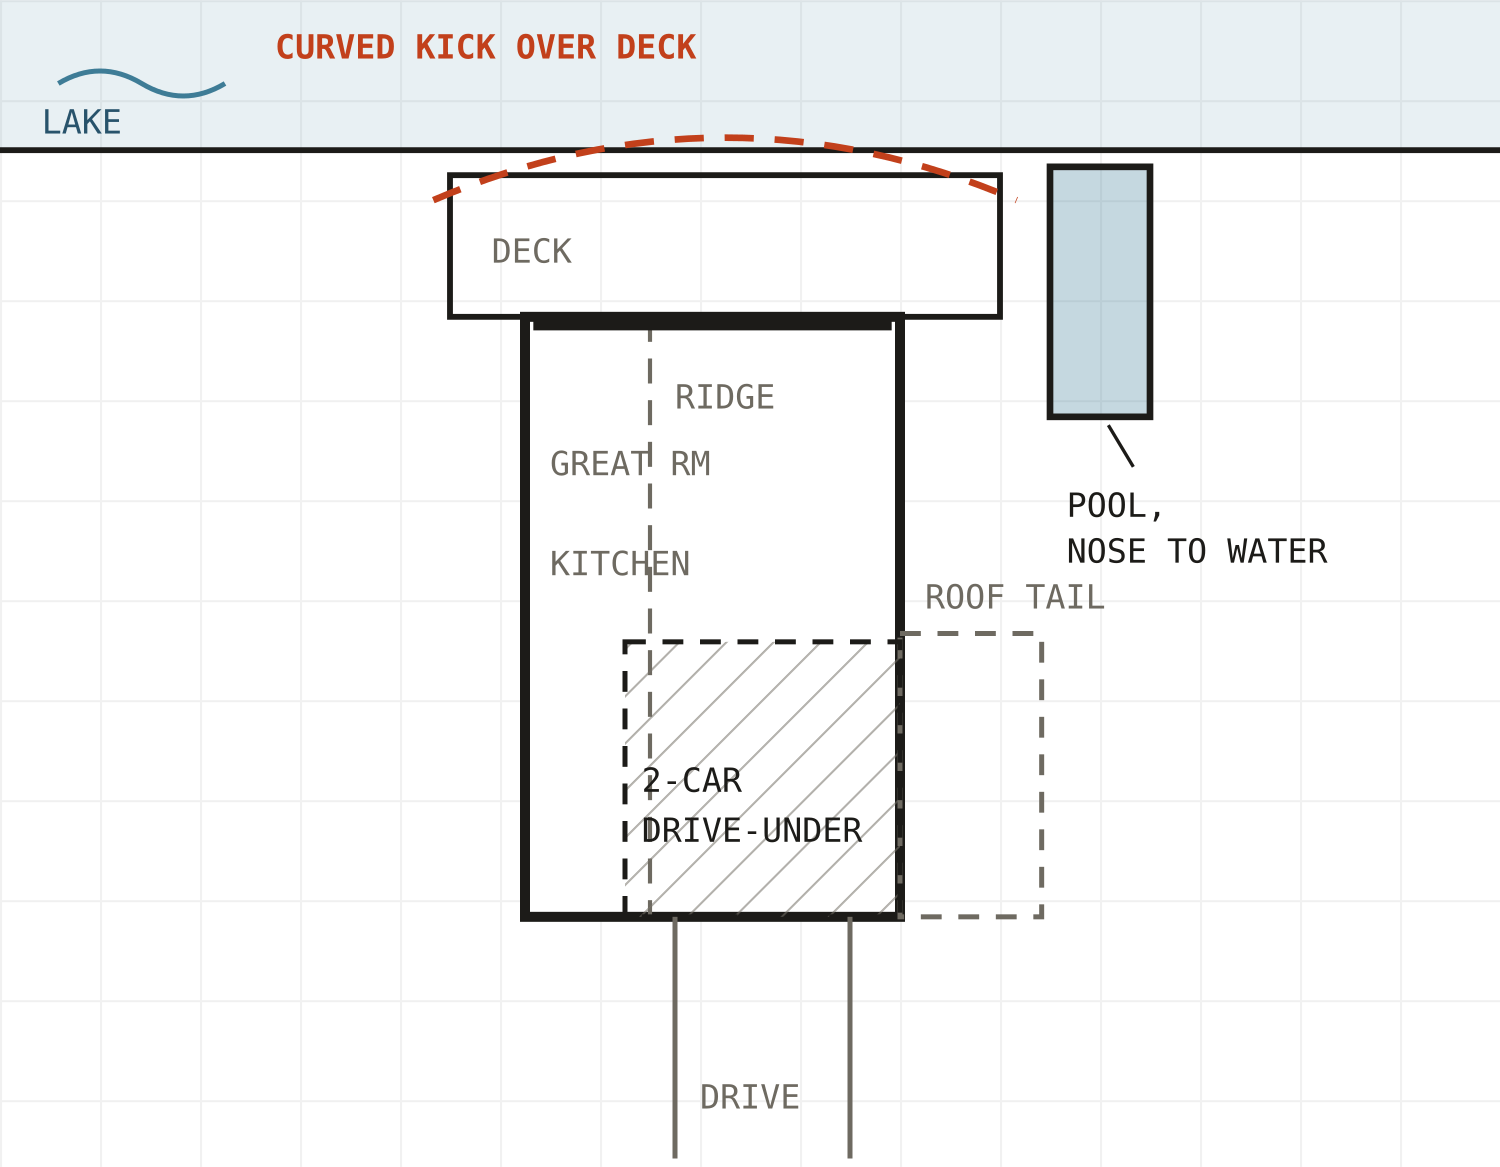 CURVED KICK OVER DECK
LAKE
DECK
RIDGE
GREAT RM
POOL,
NOSE TO WATER
KITCHEN
ROOF TAIL
2-CAR
DRIVE-UNDER
DRIVE